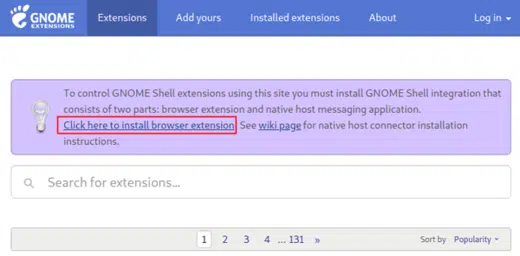 GNOME EXTENSIONS Extensions Add yours Installed extensions About Log in
To control GNOME Shell extensions using this site you must install GNOME Shell integration that
consists of two parts: browser extension and native host messaging application.
Click here to install browser extension. See wiki page for native host connector installation
instructions.
Search for extensions...
1 2 3 4 ... 131 » Sort by Popularity